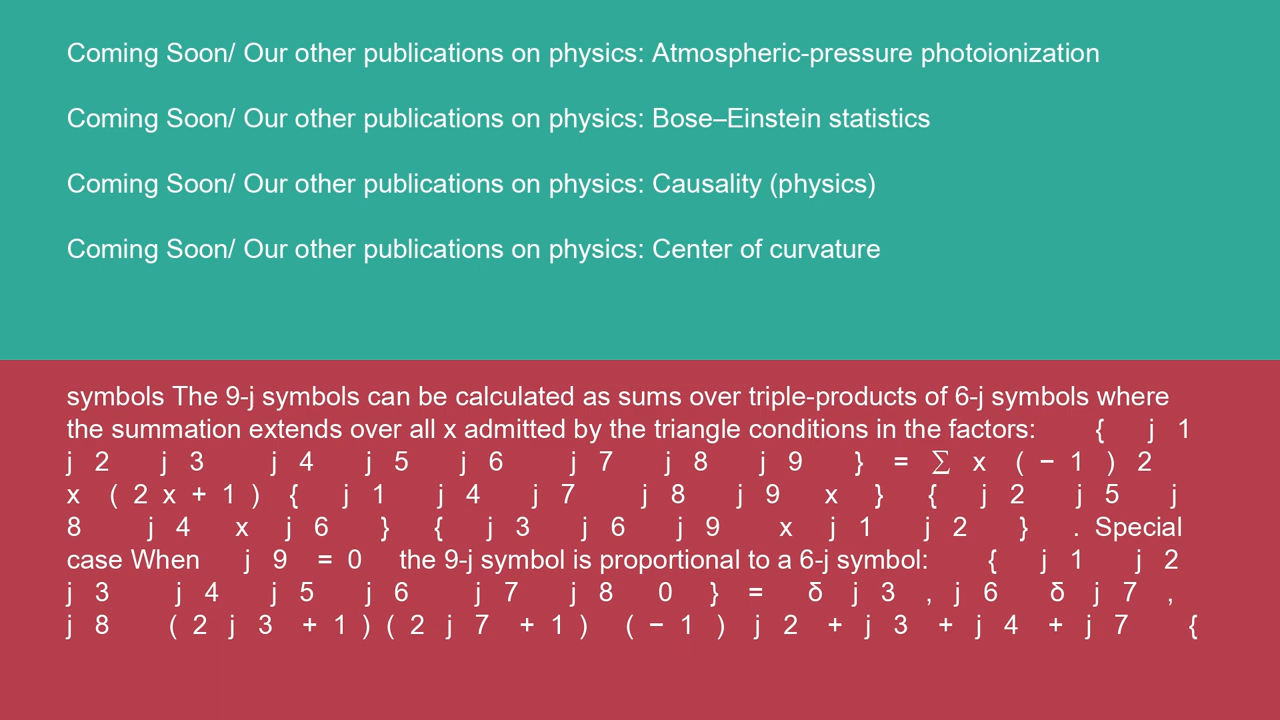 Coming Soon/ Our other publications on physics: Atmospheric-pressure photoionization
Coming Soon/ Our other publications on physics: Bose–Einstein statistics
Coming Soon/ Our other publications on physics: Causality (physics)
Coming Soon/ Our other publications on physics: Center of curvature
symbols The 9-j symbols can be calculated as sums over triple-products of 6-j symbols where
the summation extends over all x admitted by the triangle conditions in the factors: { j 1
j 2 j 3 j 4 j 5 j 6 j 7 j 8 j 9 } = ∑ x ( − 1 ) 2
x ( 2 x + 1 ) { j 1 j 4 j 7 j 8 j 9 x } { j 2 j 5 j
8 j 4 x j 6 } { j 3 j 6 j 9 x j 1 j 2 } . Special
case When j 9 = 0 the 9-j symbol is proportional to a 6-j symbol: { j 1 j 2
j 3 j 4 j 5 j 6 j 7 j 8 0 } = δ j 3 , j 6 δ j 7 ,
j 8 ( 2 j 3 + 1 ) ( 2 j 7 + 1 ) ( − 1 ) j 2 + j 3 + j 4 + j 7 {